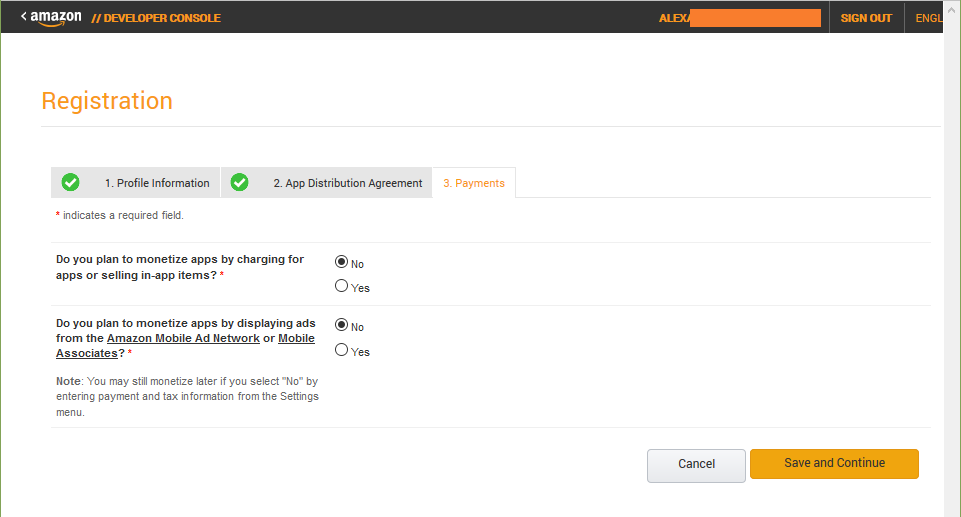 < amazon // DEVELOPER CONSOLE ALEXA SIGN OUT ENGL
Registration
1. Profile Information 2. App Distribution Agreement 3. Payments
* indicates a required field.
Do you plan to monetize apps by charging for
apps or selling in-app items? *
No
Yes
Do you plan to monetize apps by displaying ads
from the Amazon Mobile Ad Network or Mobile
Associates? *
No
Yes
Note: You may still monetize later if you select "No" by
entering payment and tax information from the Settings
menu.
Cancel Save and Continue